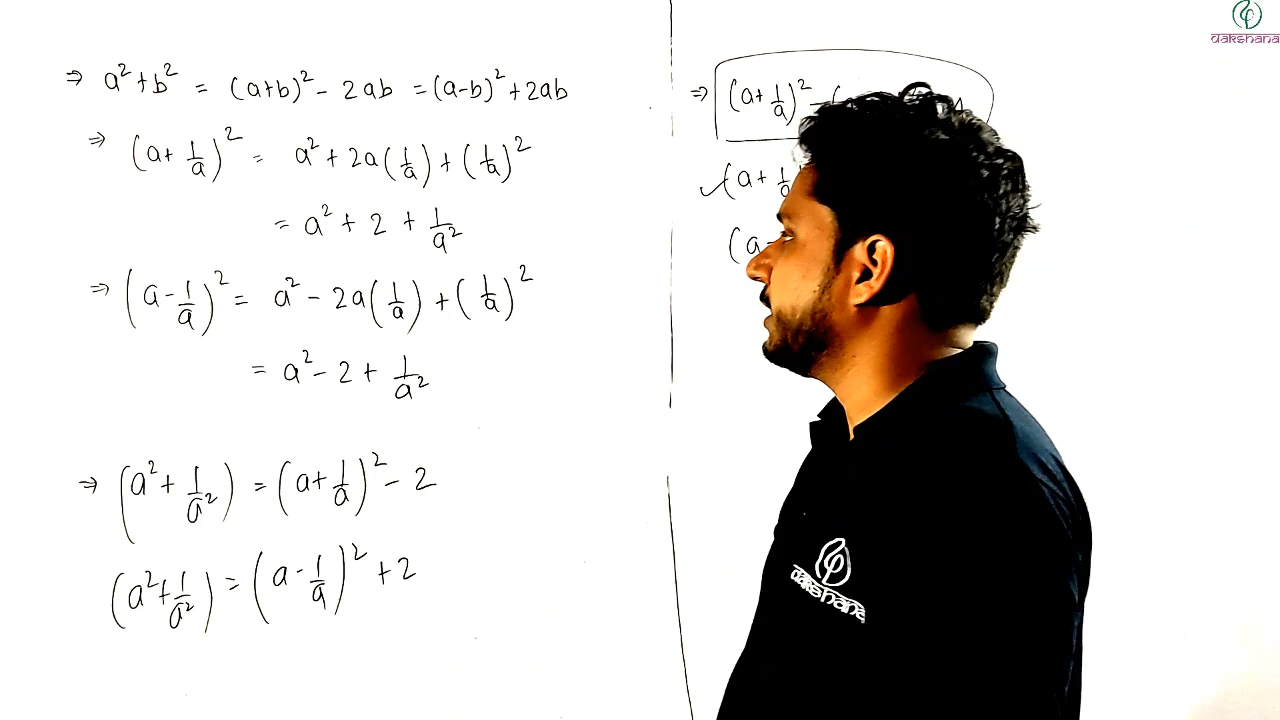 ⇒ a² + b² = (a+b)² - 2ab = (a-b)² + 2ab
⇒ (a + 1/a)² = a² + 2a(1/a) + (1/a)²
= a² + 2 + 1/a²
⇒ (a - 1/a)² = a² - 2a(1/a) + (1/a)²
= a² - 2 + 1/a²
⇒ (a² + 1/a²) = (a + 1/a)² - 2
(a² + 1/a²) = (a - 1/a)² + 2
⇒ (a + 1/a)² - (
✓ (a + 1/a
(a -
dakshana
dakshana